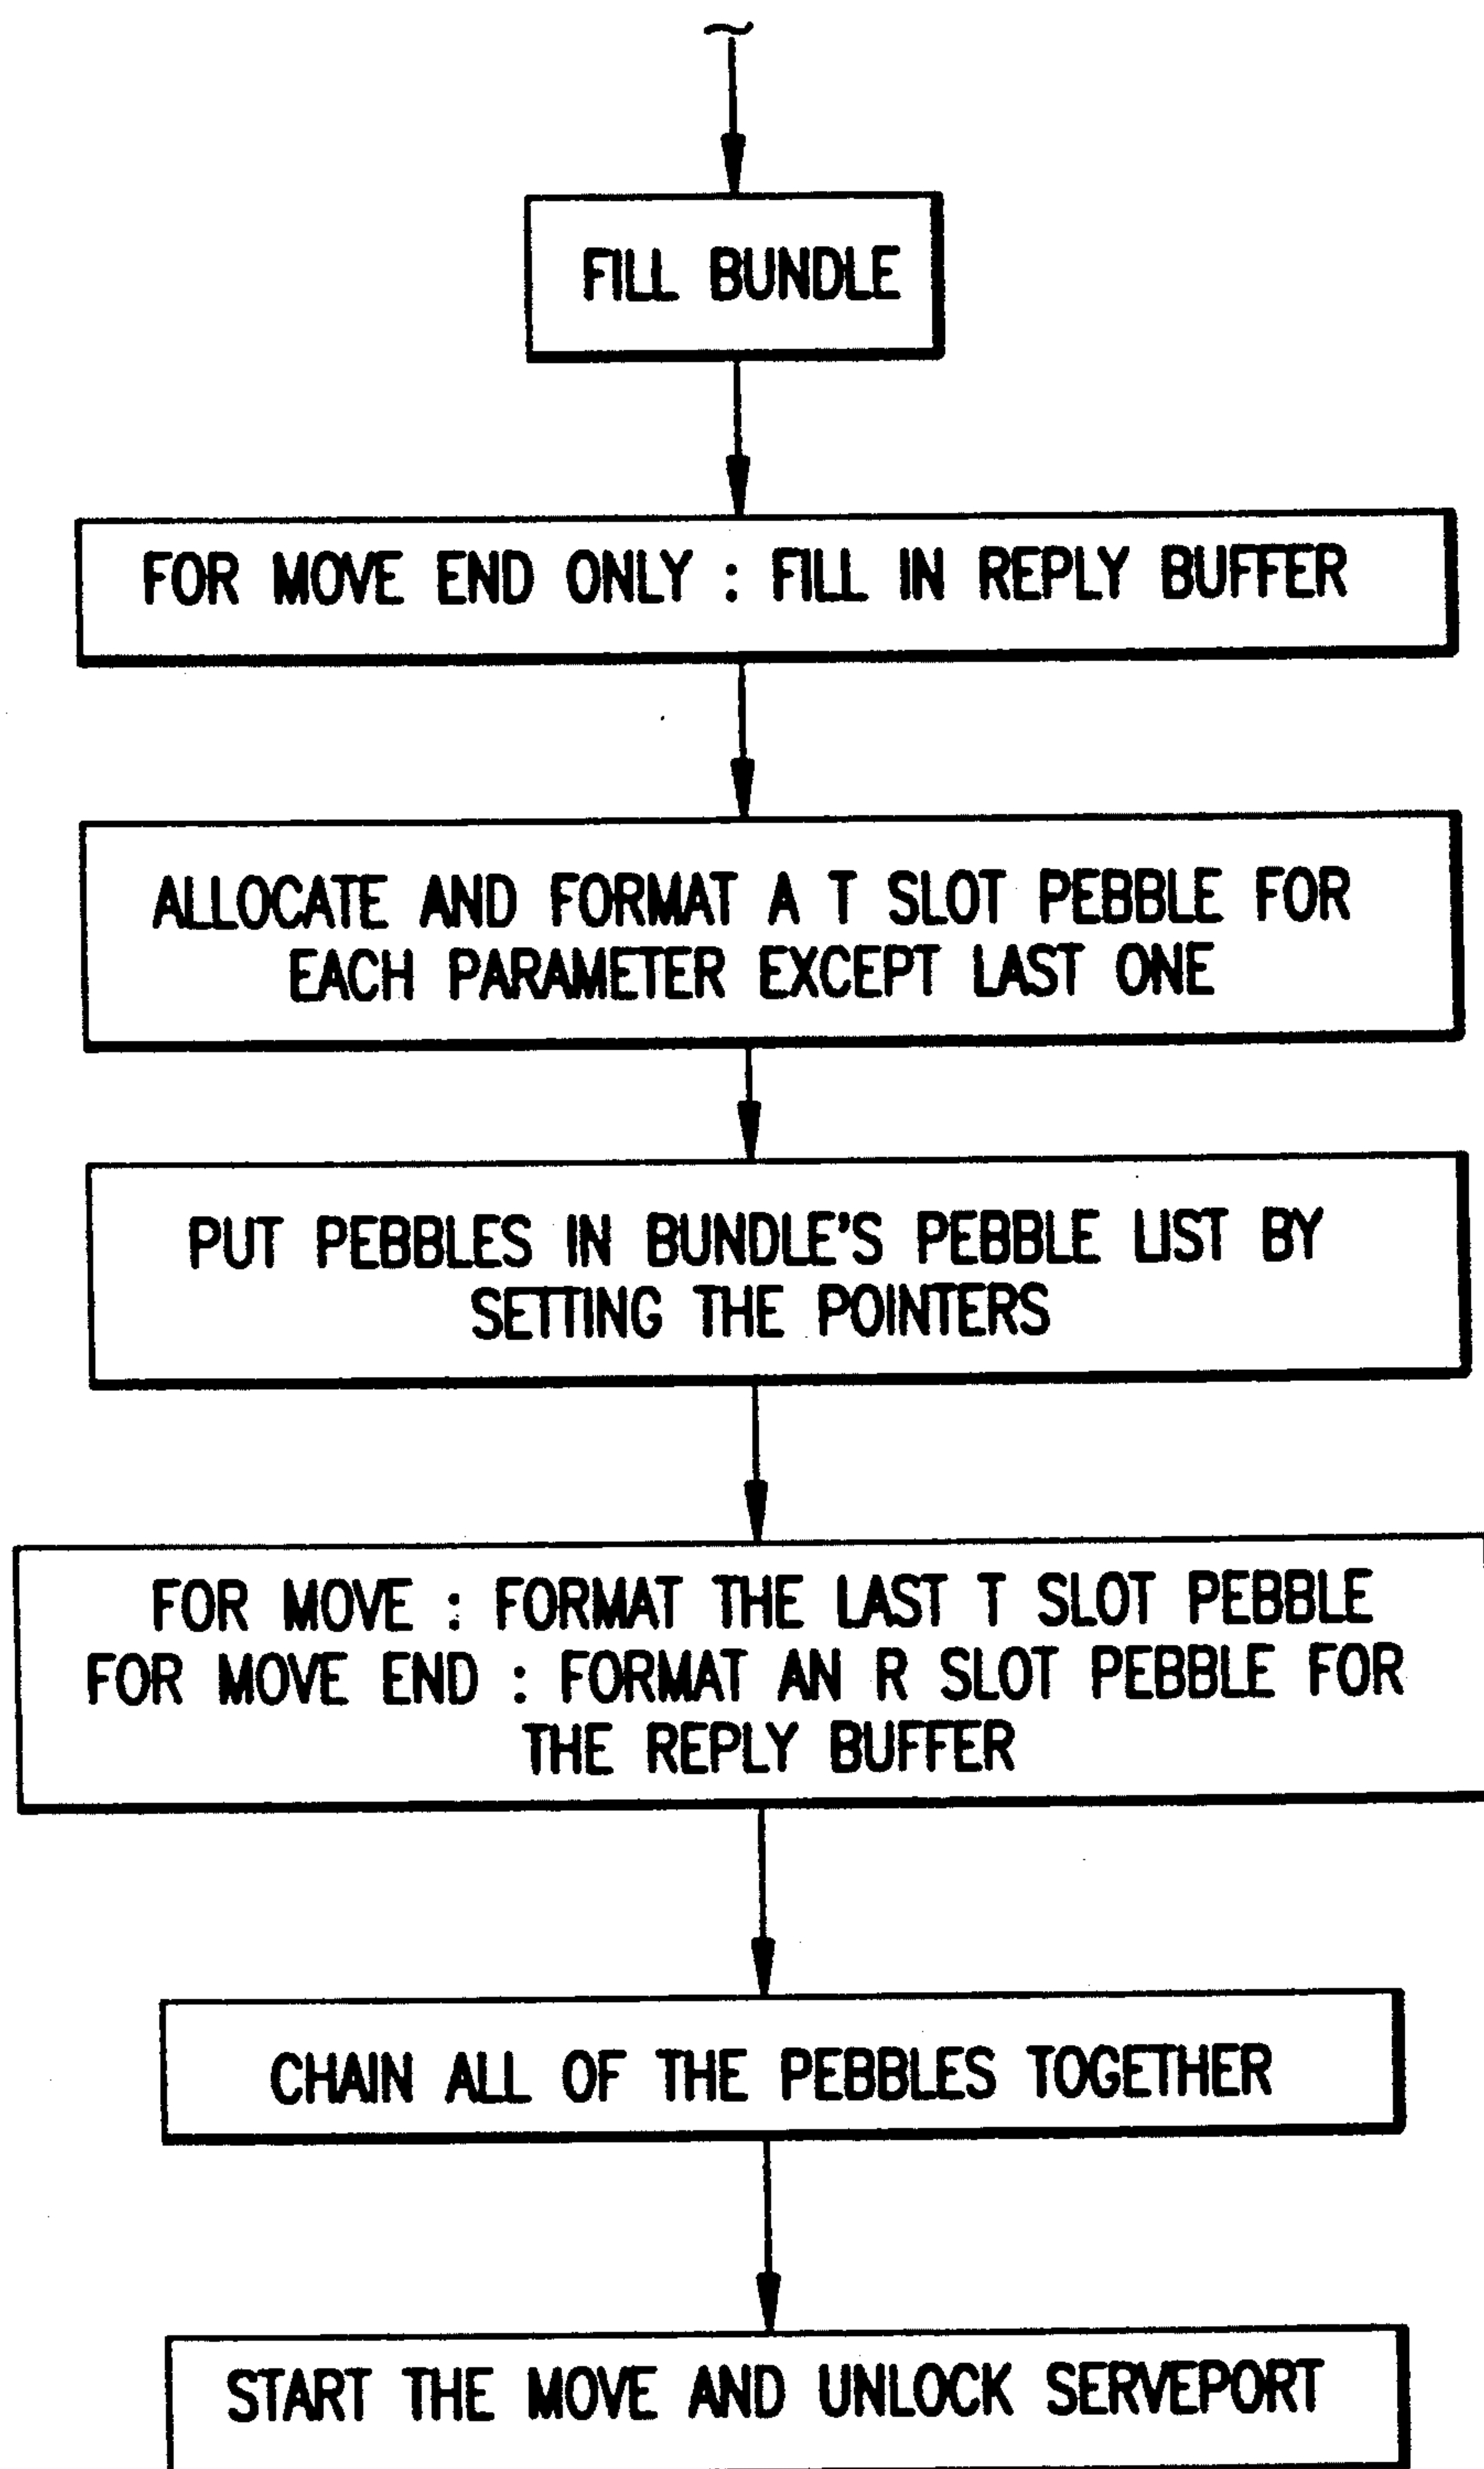 FILL BUNDLE
FOR MOVE END ONLY : FILL IN REPLY BUFFER
ALLOCATE AND FORMAT A T SLOT PEBBLE FOR
EACH PARAMETER EXCEPT LAST ONE
PUT PEBBLES IN BUNDLE'S PEBBLE LIST BY
SETTING THE POINTERS
FOR MOVE : FORMAT THE LAST T SLOT PEBBLE
FOR MOVE END : FORMAT AN R SLOT PEBBLE FOR
THE REPLY BUFFER
CHAIN ALL OF THE PEBBLES TOGETHER
START THE MOVE AND UNLOCK SERVEPORT